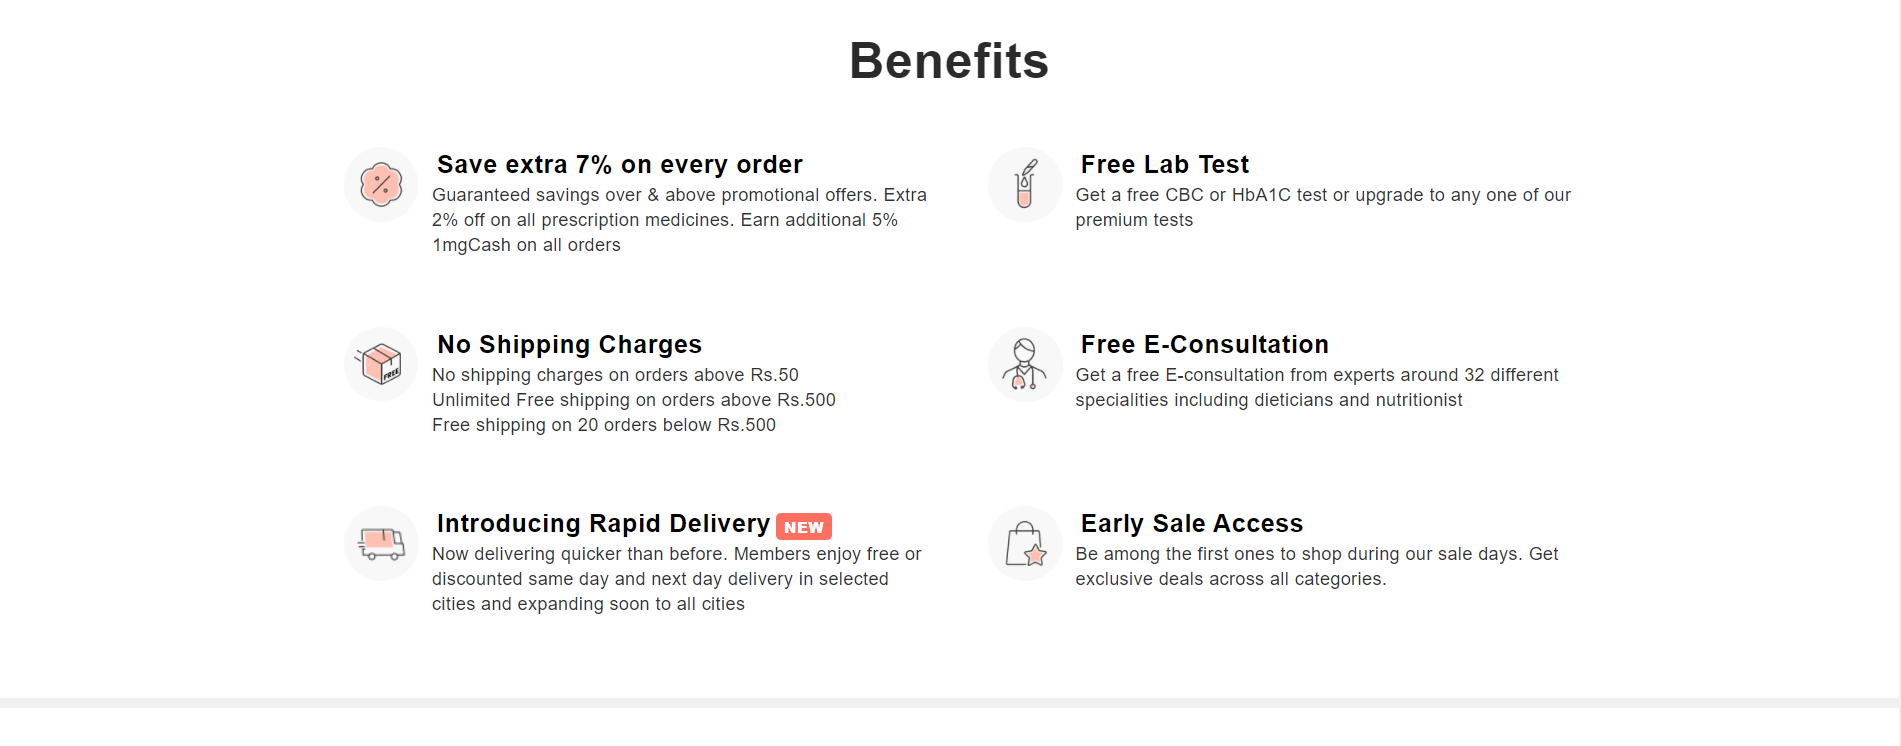 Benefits
Save extra 7% on every order
Guaranteed savings over & above promotional offers. Extra
2% off on all prescription medicines. Earn additional 5%
1mgCash on all orders
Free Lab Test
Get a free CBC or HbA1C test or upgrade to any one of our
premium tests
FREE
No Shipping Charges
No shipping charges on orders above Rs.50
Unlimited Free shipping on orders above Rs.500
Free shipping on 20 orders below Rs.500
Free E-Consultation
Get a free E-consultation from experts around 32 different
specialities including dieticians and nutritionist
Introducing Rapid Delivery NEW
Now delivering quicker than before. Members enjoy free or
discounted same day and next day delivery in selected
cities and expanding soon to all cities
Early Sale Access
Be among the first ones to shop during our sale days. Get
exclusive deals across all categories.